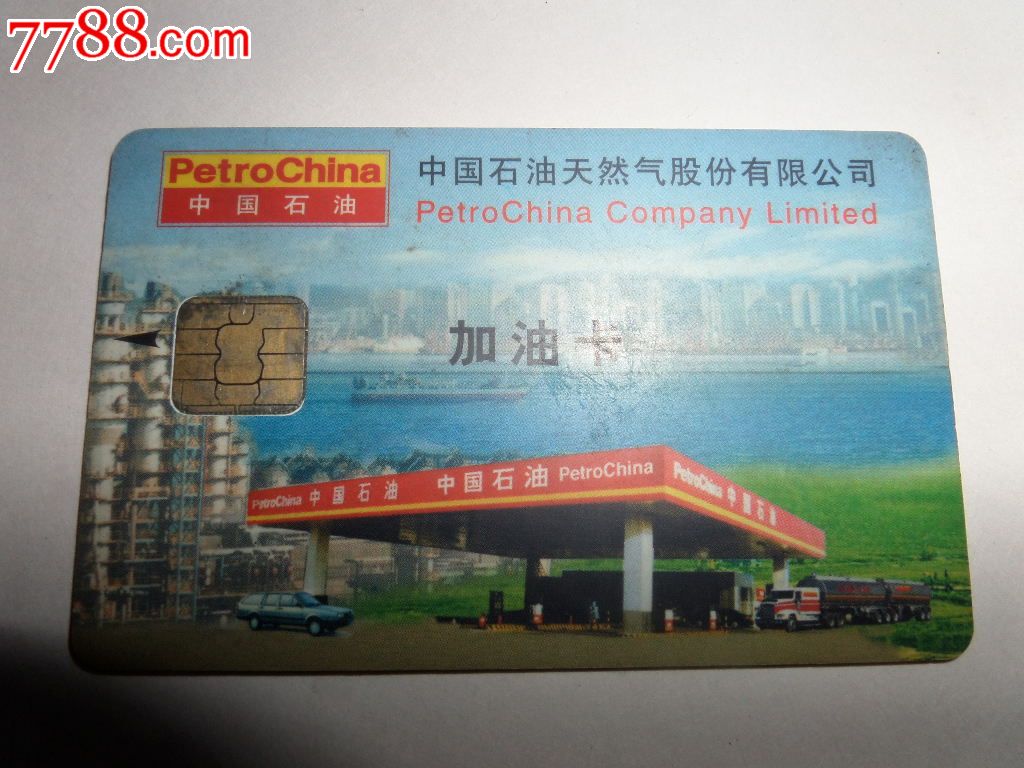 7788.com
PetroChina
中国石油
中国石油天然气股份有限公司
PetroChina Company Limited
加油卡
PetroChina 中国石油 中国石油 PetroChina
PetroChina 中国石油